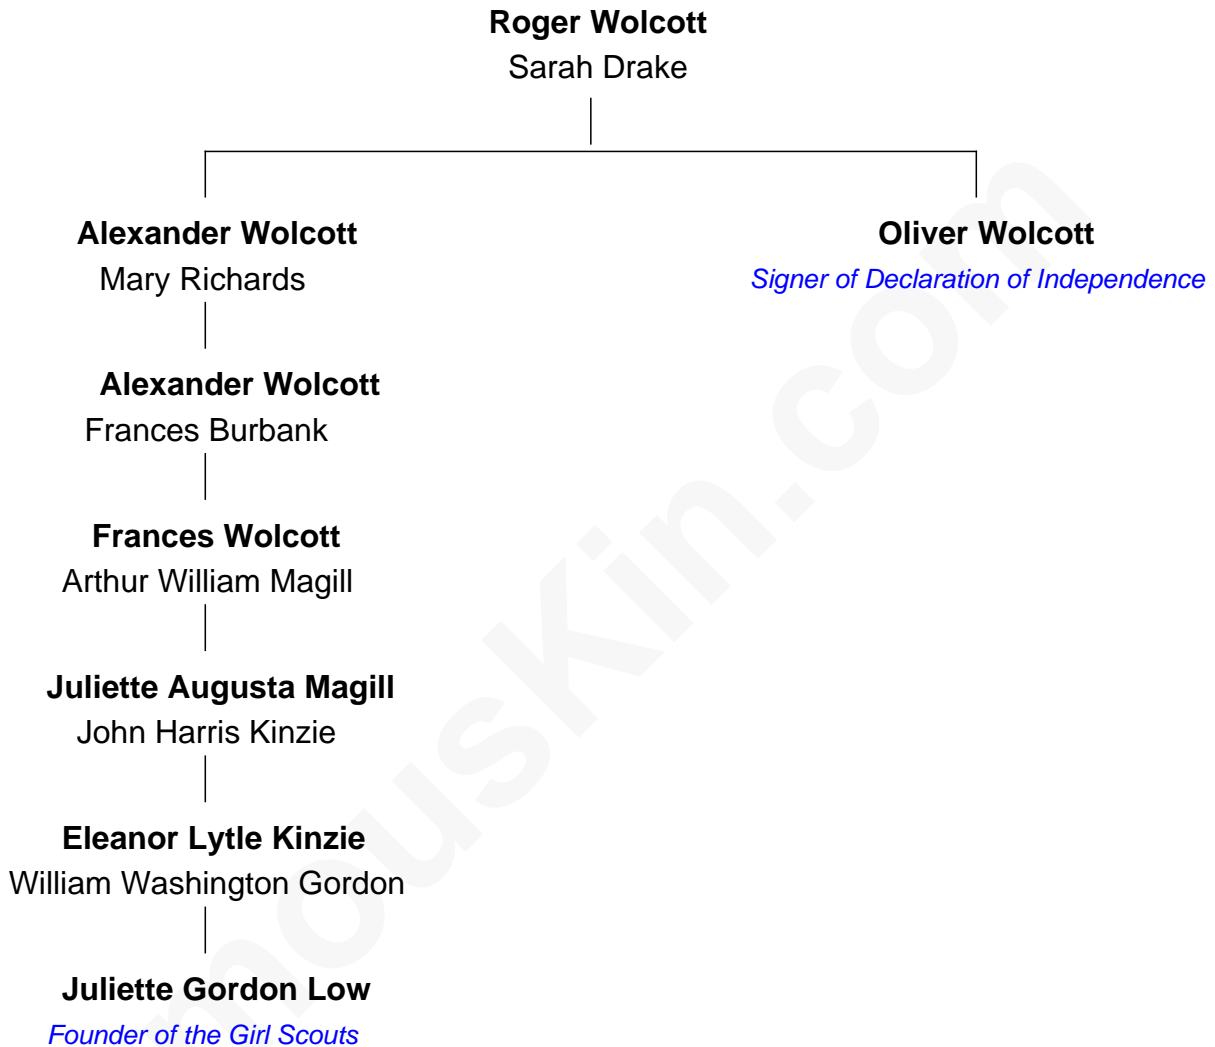 Roger Wolcott
Sarah Drake
Alexander Wolcott
Mary Richards
Oliver Wolcott
Signer of Declaration of Independence
Alexander Wolcott
Frances Burbank
Frances Wolcott
Arthur William Magill
Juliette Augusta Magill
John Harris Kinzie
Eleanor Lytle Kinzie
William Washington Gordon
Juliette Gordon Low
Founder of the Girl Scouts
mousKin.com